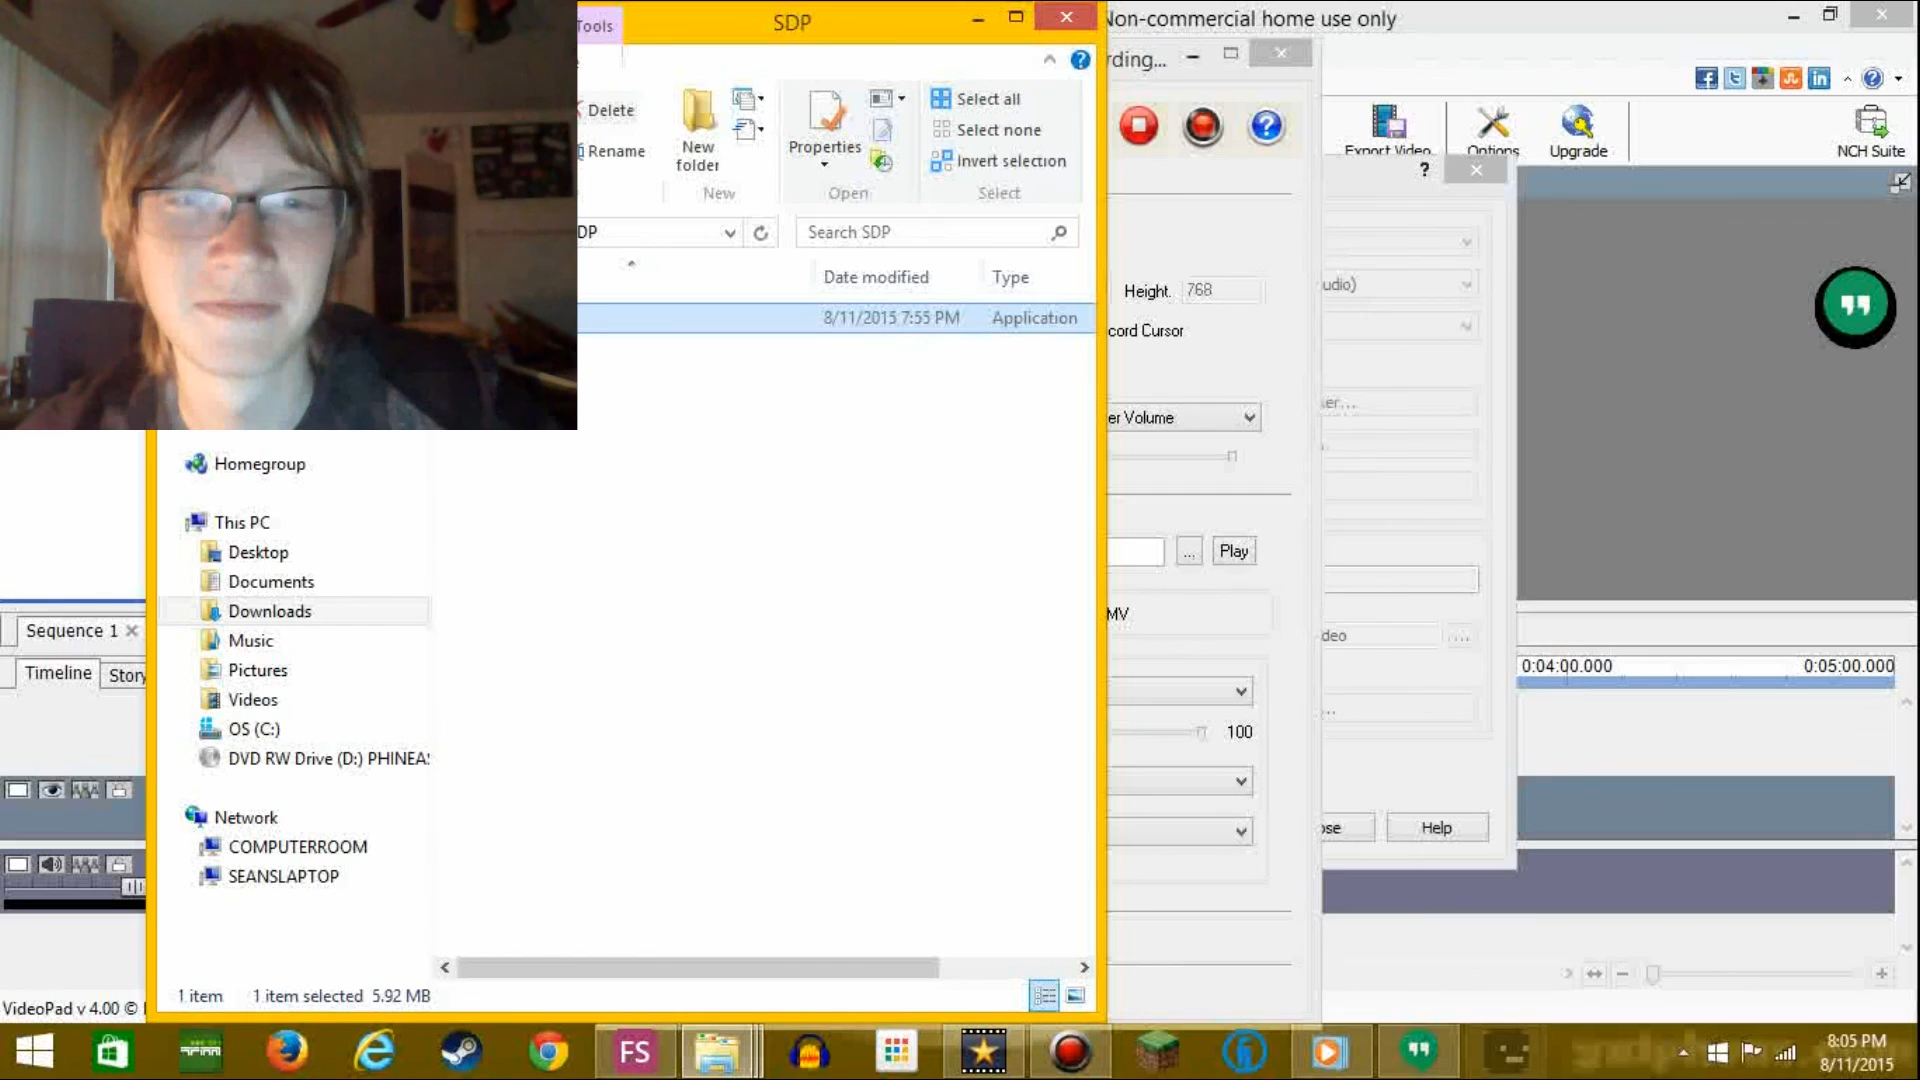 Tools
SDP
Non-commercial home use only
rding...
Delete
Rename
New
folder
New
Properties
Open
Select all
Select none
Invert selection
Select
Export Video
Options
Upgrade
NCH Suite
?
DP
Search SDP
Date modified
Type
8/11/2015 7:55 PM
Application
Height.
768
cord Cursor
udio)
er Volume
er...
...
Play
MV
deo
....
100
...
ose
Help
Homegroup
This PC
Desktop
Documents
Downloads
Music
Pictures
Videos
OS (C:)
DVD RW Drive (D:) PHINEAS
Network
COMPUTERROOM
SEANSLAPTOP
Sequence 1
Timeline
Story
0:04:00.000
0:05:00.000
1 item
1 item selected 5.92 MB
VideoPad v 4.00 ©
FS
8:05 PM
8/11/2015